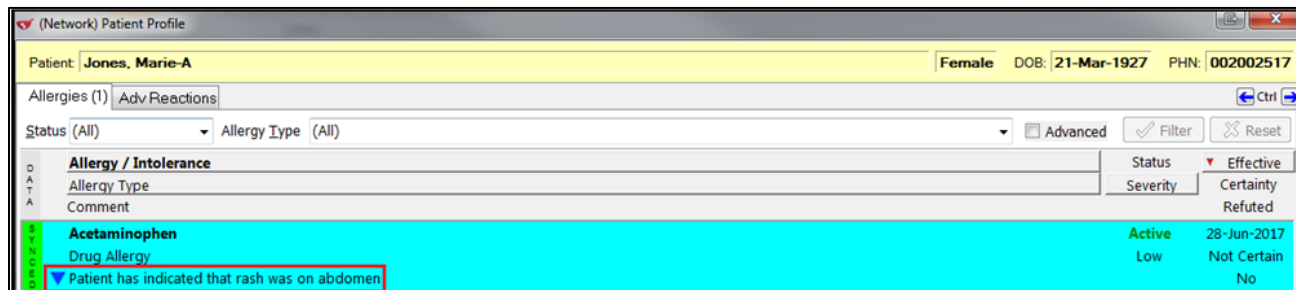 (Network) Patient Profile
Patient: Jones, Marie-A Female DOB: 21-Mar-1927 PHN: 002002517
Allergies (1) Adv Reactions Ctrl
Status (All) Allergy Type (All) Advanced Filter Reset
DATA
Allergy / Intolerance Status Effective
Allergy Type Severity Certainty
Comment Refuted
SYNCED
Acetaminophen Active 28-Jun-2017
Drug Allergy Low Not Certain
Patient has indicated that rash was on abdomen No